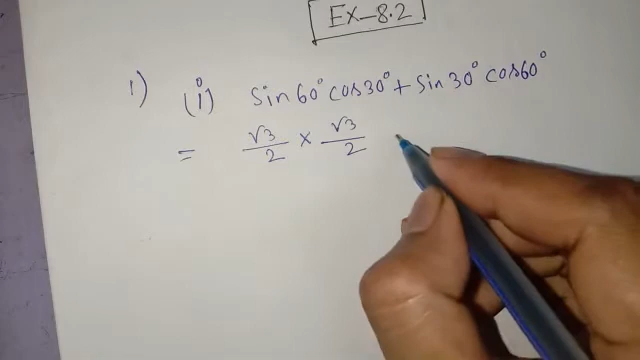 Ex-8.2
1) (i) sin 60° cos 30° + sin 30° cos 60°
= √3/2 × √3/2